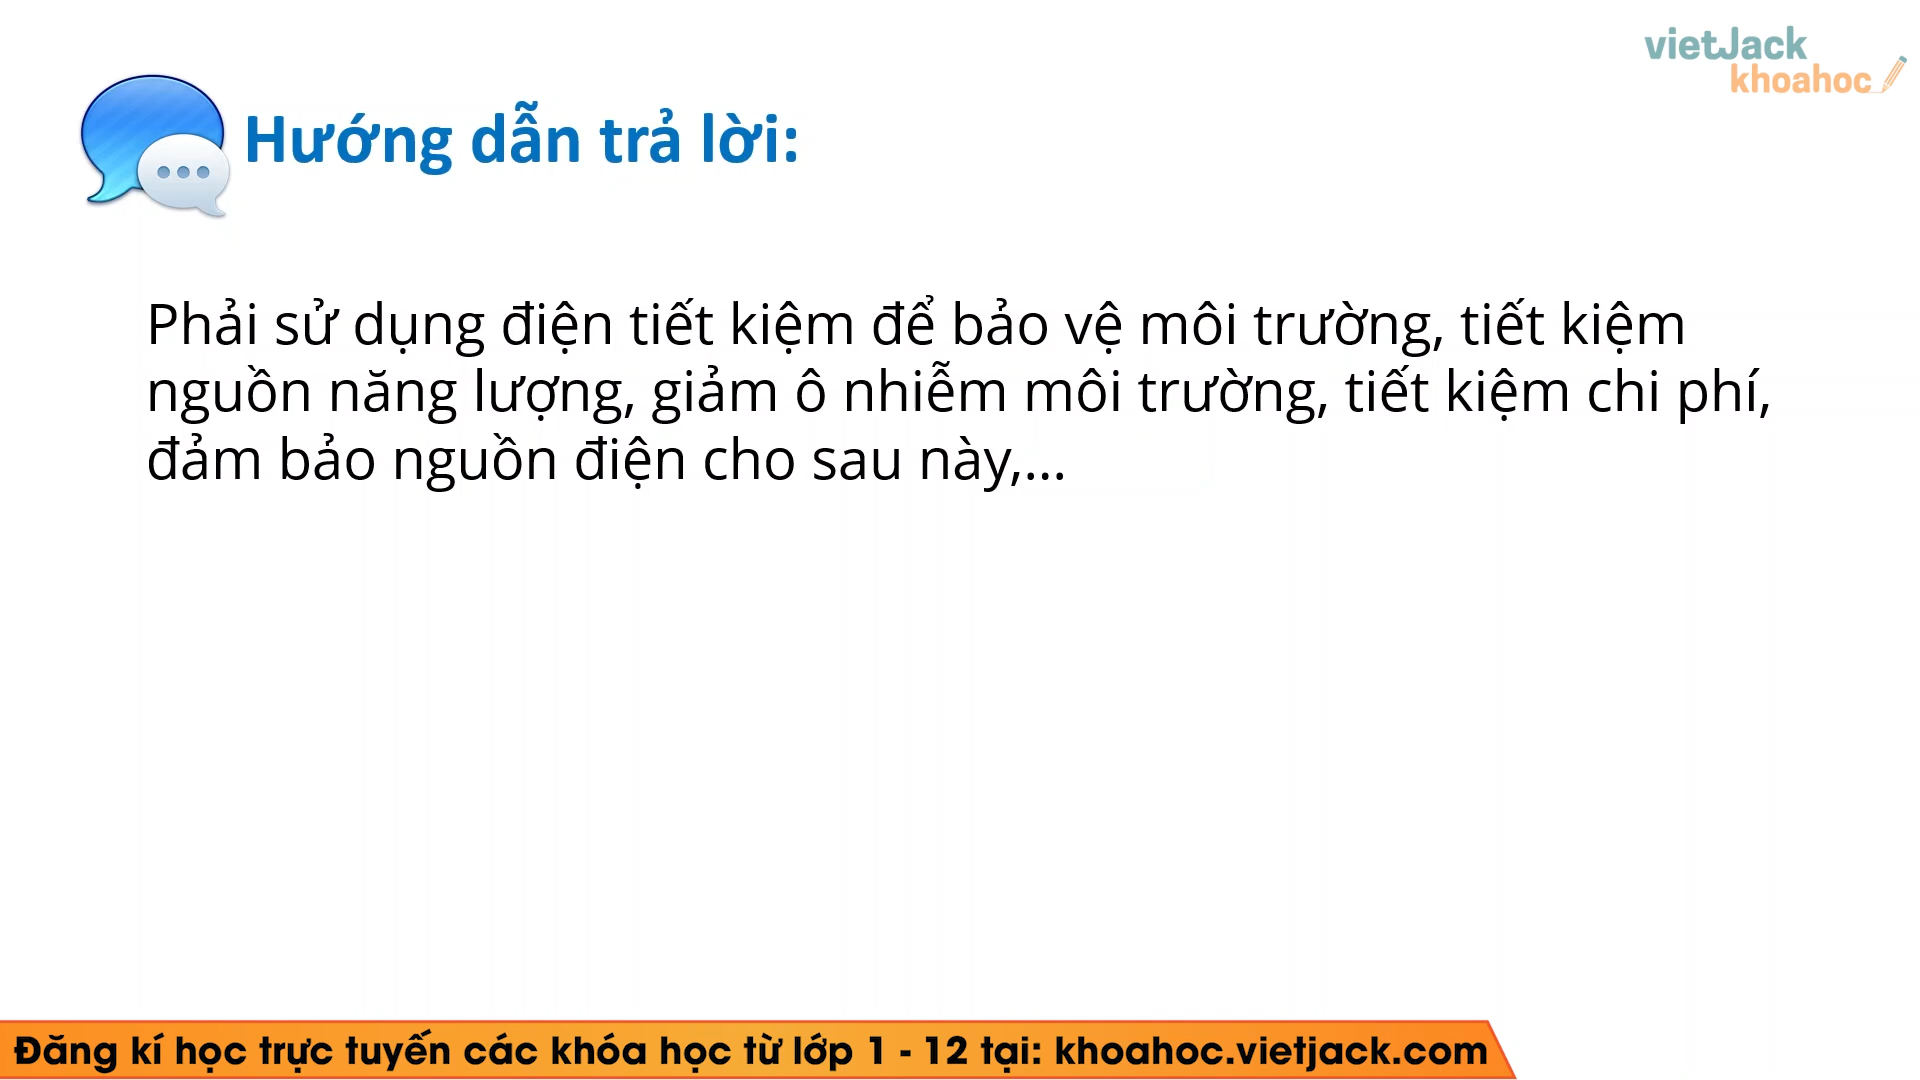 vietJack
khoahoc
Hướng dẫn trả lời:
Phải sử dụng điện tiết kiệm để bảo vệ môi trường, tiết kiệm
nguồn năng lượng, giảm ô nhiễm môi trường, tiết kiệm chi phí,
đảm bảo nguồn điện cho sau này,...
Đăng kí học trực tuyến các khóa học từ lớp 1 - 12 tại: khoahoc.vietjack.com